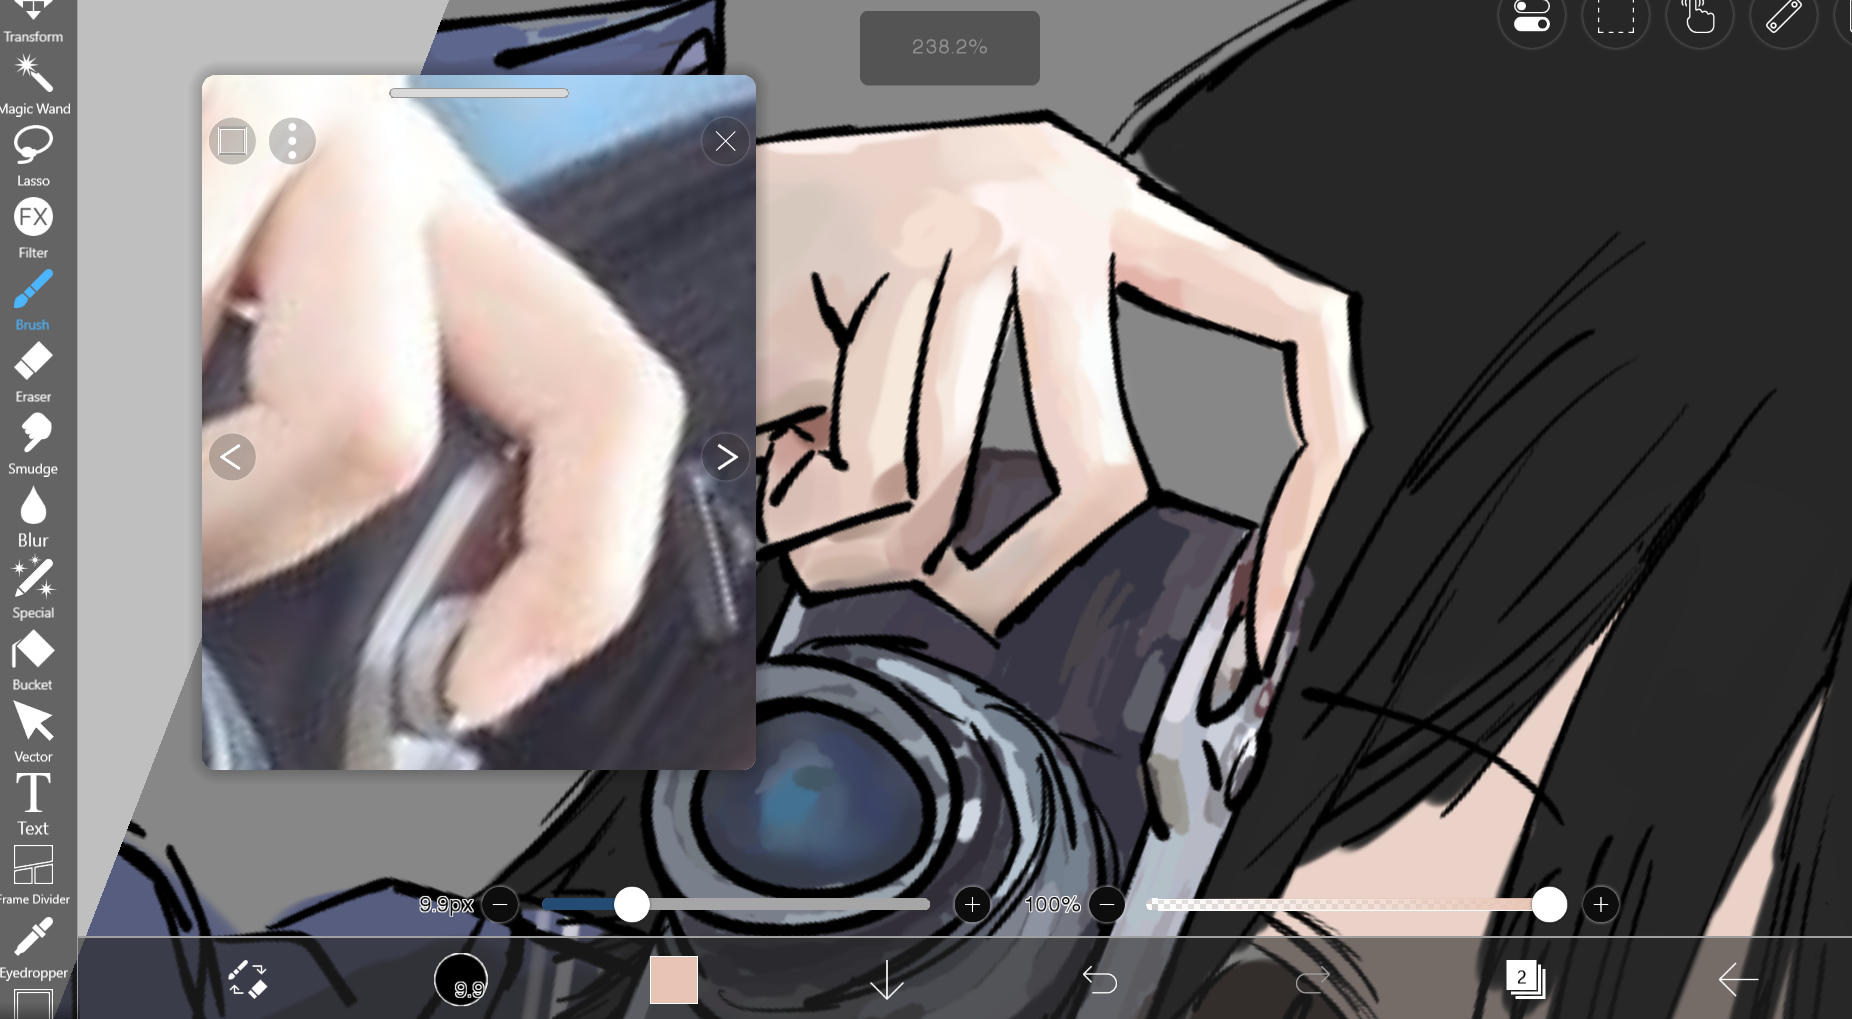 Transform
Magic Wand
Lasso
FX
Filter
Brush
Eraser
Smudge
Blur
Special
Bucket
Vector
T
Text
Frame Divider
Eyedropper
238.2%
9.9px
100%
9.9
2